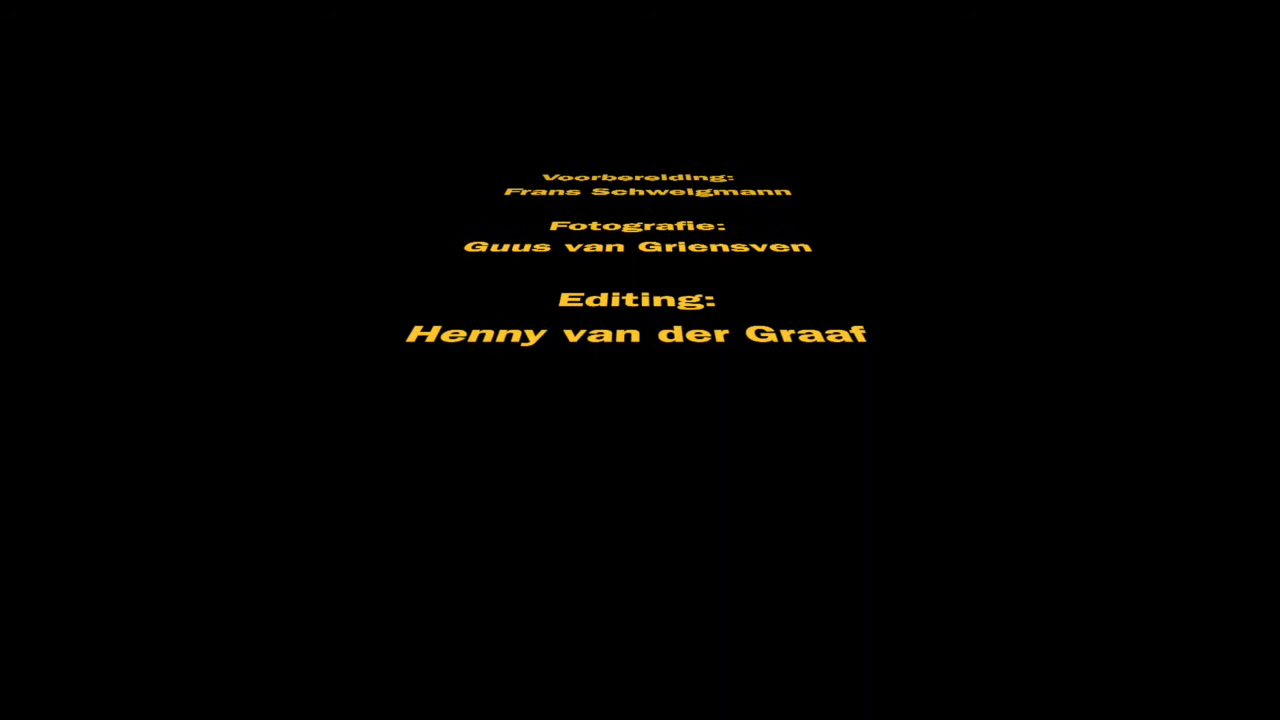 Voorbereiding:
Frans Schweigmann
Fotografie:
Guus van Griensven
Editing:
Henny van der Graaf